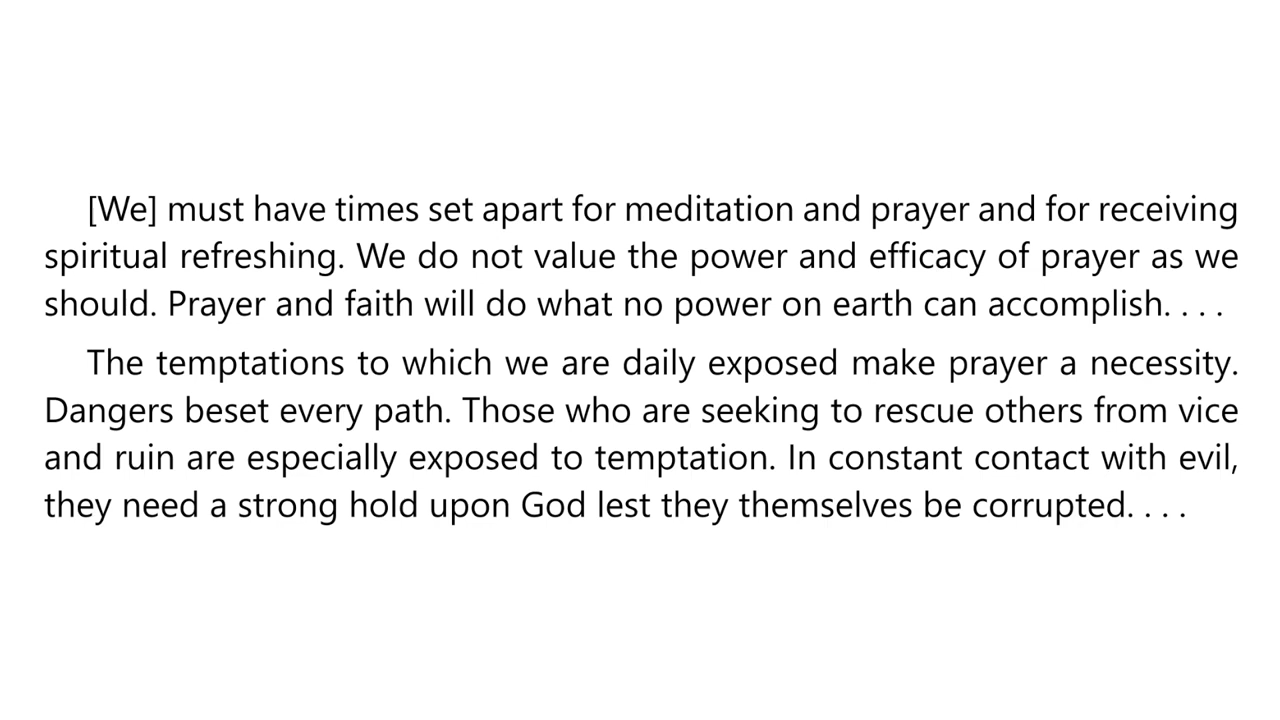 [We] must have times set apart for meditation and prayer and for receiving
spiritual refreshing. We do not value the power and efficacy of prayer as we
should. Prayer and faith will do what no power on earth can accomplish. . . .
The temptations to which we are daily exposed make prayer a necessity.
Dangers beset every path. Those who are seeking to rescue others from vice
and ruin are especially exposed to temptation. In constant contact with evil,
they need a strong hold upon God lest they themselves be corrupted. . . .